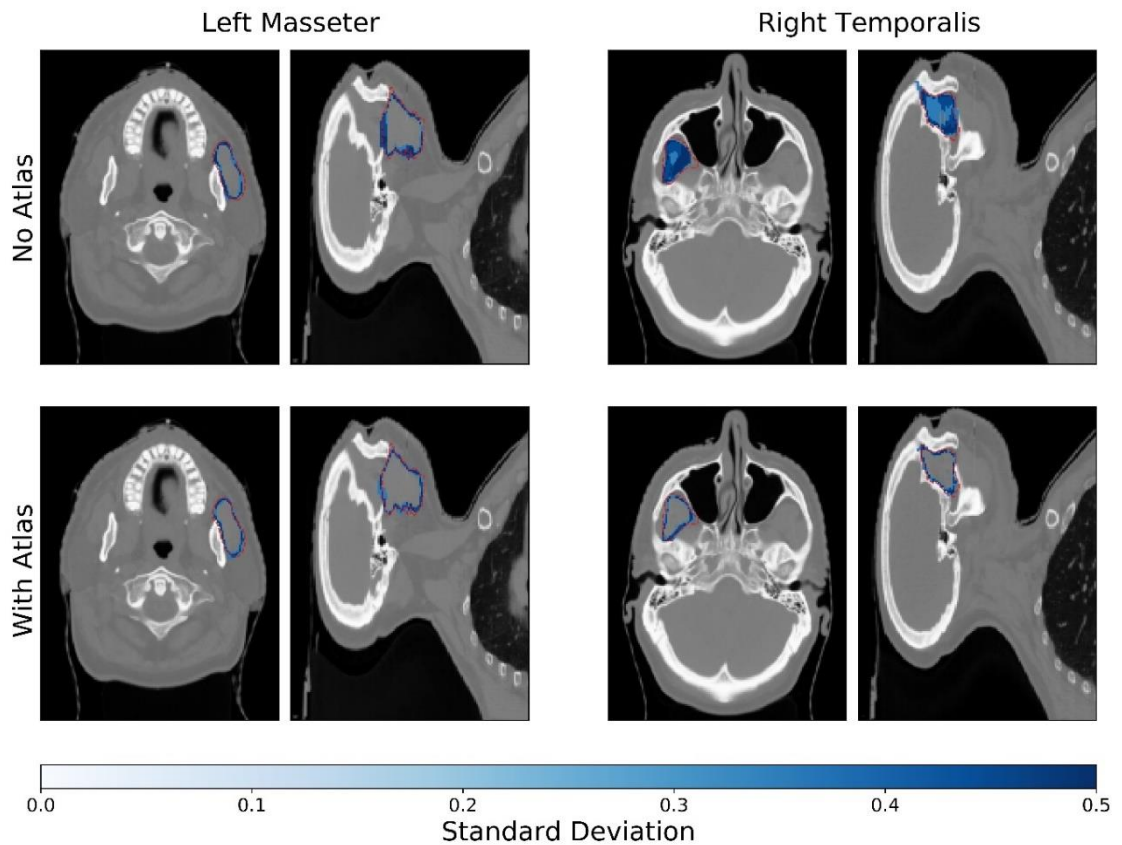 Left Masseter
Right Temporalis
No Atlas
With Atlas
0.0 0.1 0.2 0.3 0.4 0.5
Standard Deviation